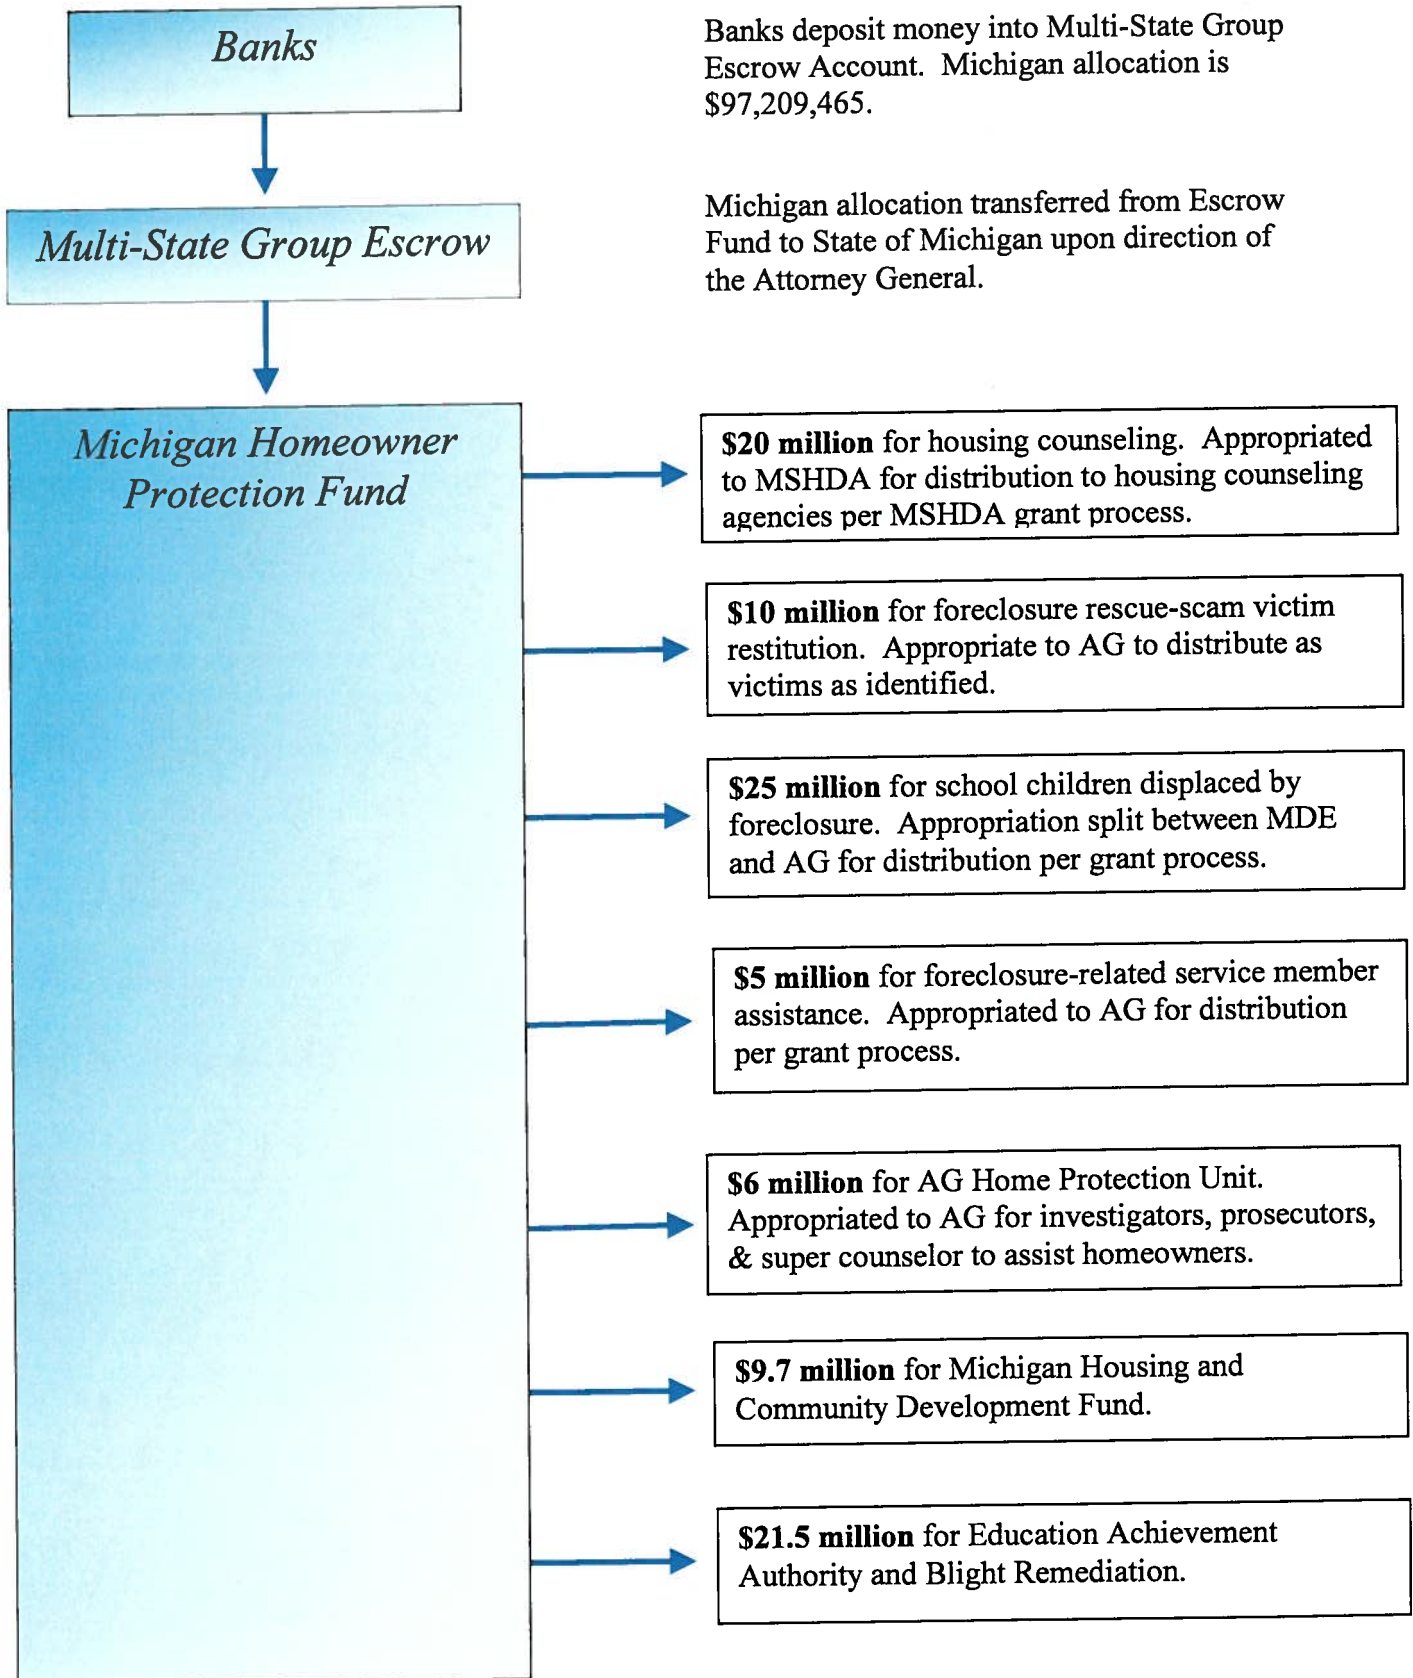 Banks
Banks deposit money into Multi-State Group
Escrow Account. Michigan allocation is
$97,209,465.
Multi-State Group Escrow
Michigan allocation transferred from Escrow
Fund to State of Michigan upon direction of
the Attorney General.
Michigan Homeowner
Protection Fund
$20 million for housing counseling. Appropriated
to MSHDA for distribution to housing counseling
agencies per MSHDA grant process.
$10 million for foreclosure rescue-scam victim
restitution. Appropriate to AG to distribute as
victims as identified.
$25 million for school children displaced by
foreclosure. Appropriation split between MDE
and AG for distribution per grant process.
$5 million for foreclosure-related service member
assistance. Appropriated to AG for distribution
per grant process.
$6 million for AG Home Protection Unit.
Appropriated to AG for investigators, prosecutors,
& super counselor to assist homeowners.
$9.7 million for Michigan Housing and
Community Development Fund.
$21.5 million for Education Achievement
Authority and Blight Remediation.